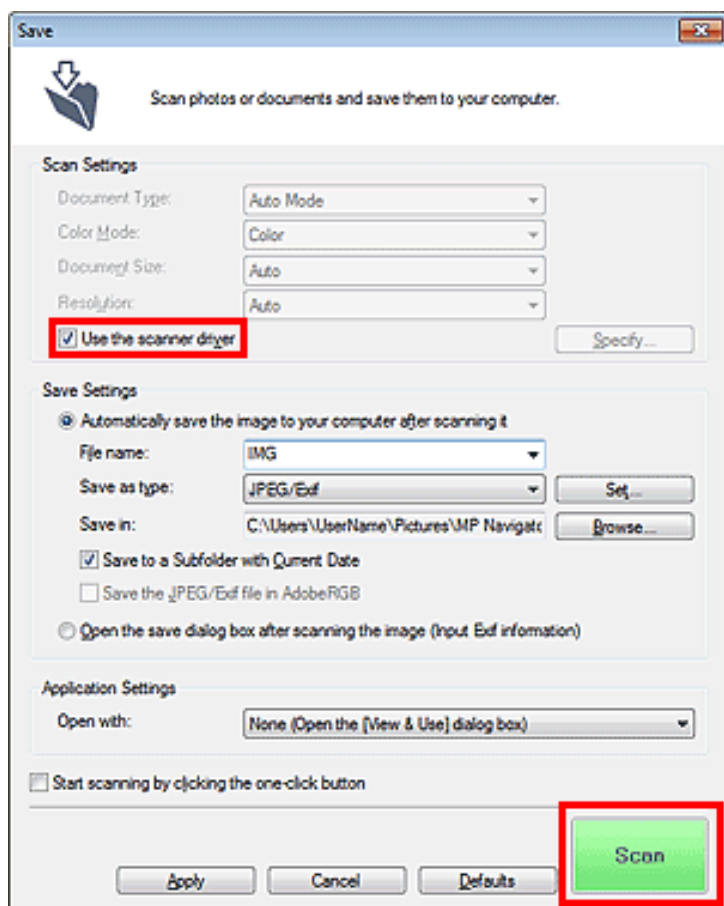 Save
Scan photos or documents and save them to your computer.
Scan Settings
Document Type: Auto Mode
Color Mode: Color
Document Size: Auto
Resolution: Auto
Use the scanner driver Specify...
Save Settings
Automatically save the image to your computer after scanning it
File name: IMG
Save as type: JPEG/Exif Set...
Save in: C:\Users\UserName\Pictures\MP Navigato Browse...
Save to a Subfolder with Current Date
Save the JPEG/Exif file in AdobeRGB
Open the save dialog box after scanning the image (Input Exif information)
Application Settings
Open with: None (Open the [View & Use] dialog box)
Start scanning by clicking the one-click button
Scan
Apply Cancel Defaults